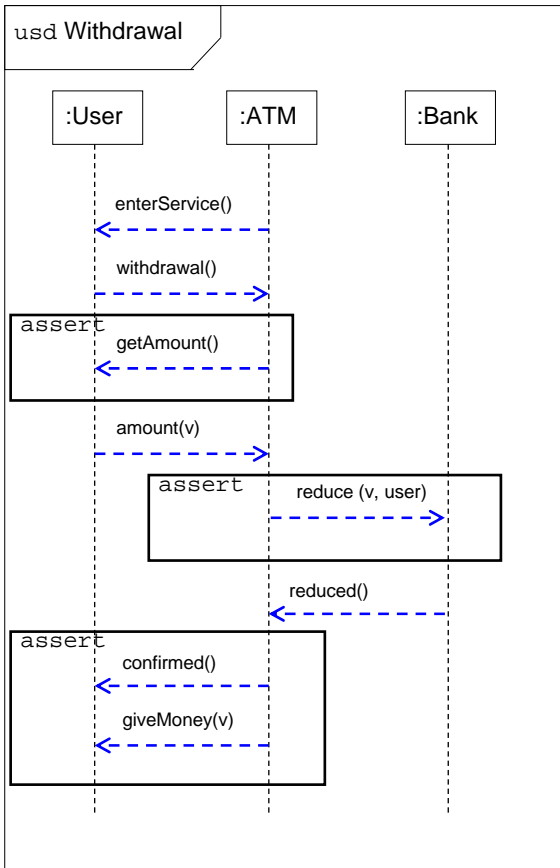 usd Withdrawal
:User
:ATM
:Bank
enterService()
withdrawal()
assert
getAmount()
amount(v)
assert
reduce (v, user)
reduced()
assert
confirmed()
giveMoney(v)